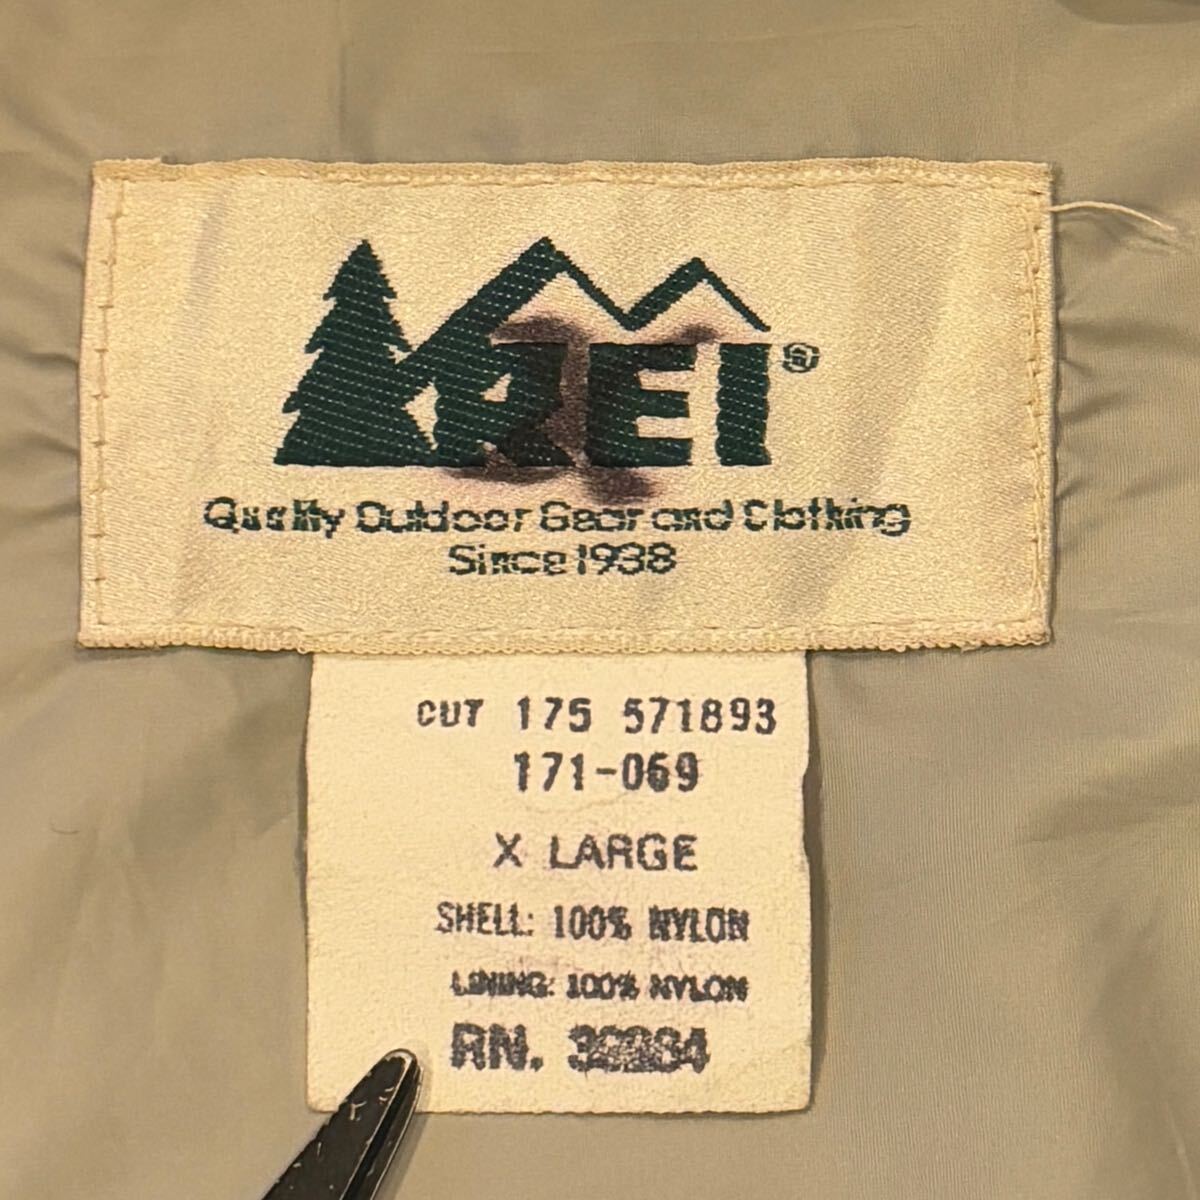 REI®
Quality Outdoor Gear and Clothing
Since 1938
CUT 175 571893
171-069
X LARGE
SHELL: 100% NYLON
LINING: 100% NYLON
RN.